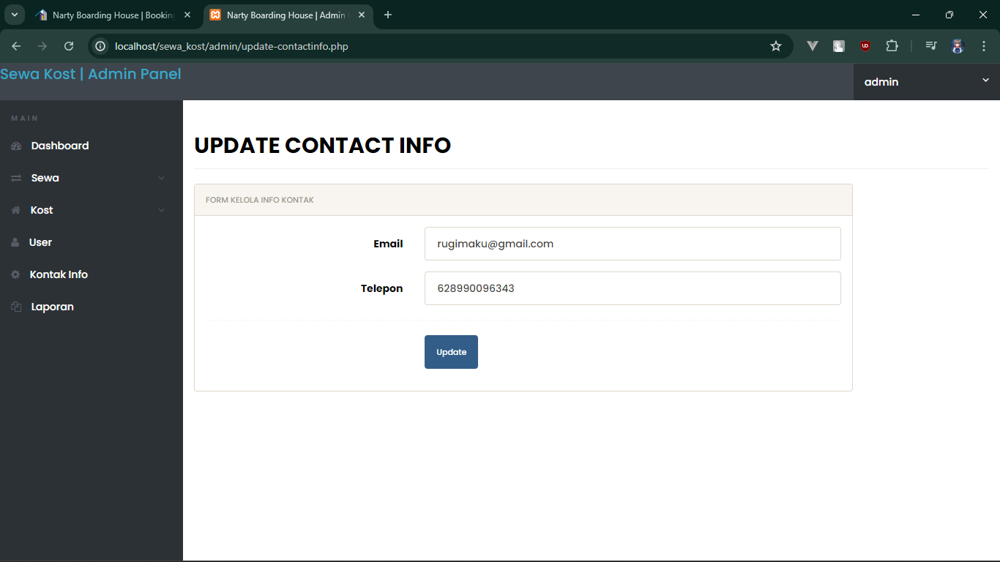 Narty Boarding House | Bookin
Narty Boarding House | Admin
localhost/sewa_kost/admin/update-contactinfo.php
Sewa Kost | Admin Panel
admin
MAIN
Dashboard
Sewa
Kost
User
Kontak Info
Laporan
UPDATE CONTACT INFO
FORM KELOLA INFO KONTAK
Email
rugimaku@gmail.com
Telepon
628990096343
Update